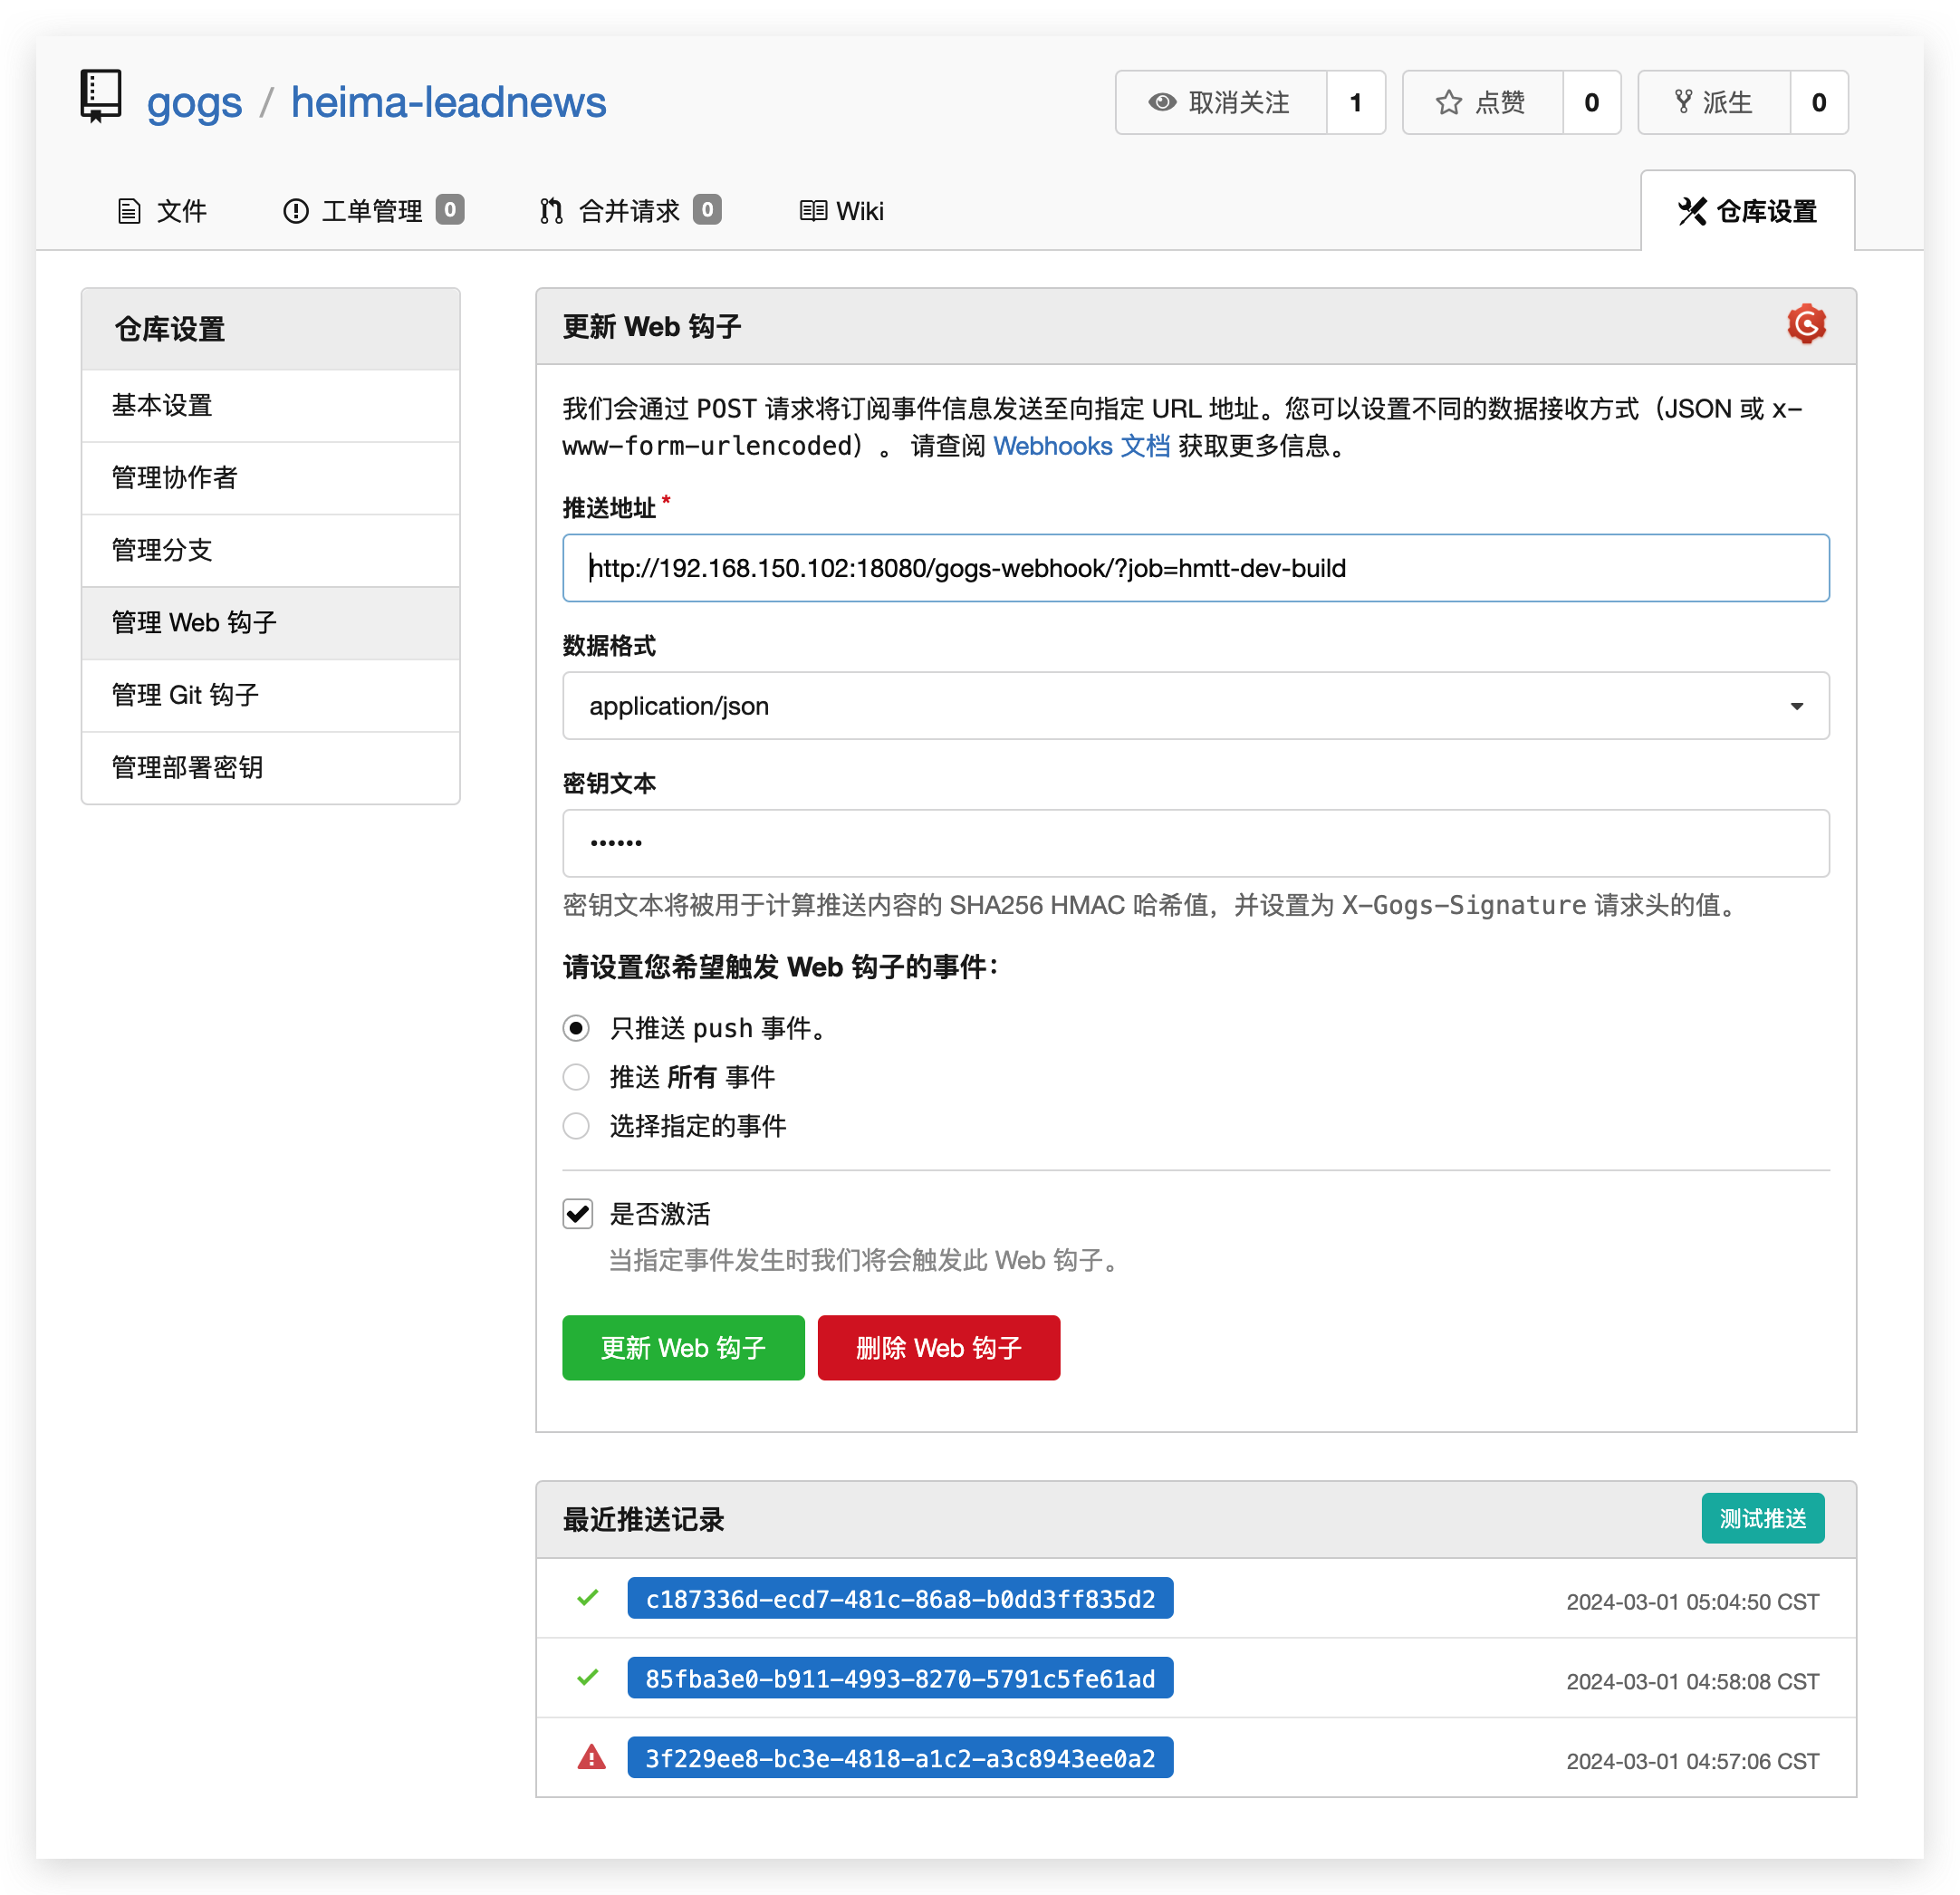 gogs / heima-leadnews
取消关注 1
点赞 0
派生 0
文件
工单管理 0
合并请求 0
Wiki
仓库设置
仓库设置
基本设置
管理协作者
管理分支
管理 Web 钩子
管理 Git 钩子
管理部署密钥
更新 Web 钩子
我们会通过 POST 请求将订阅事件信息发送至向指定 URL 地址。您可以设置不同的数据接收方式（JSON 或 x-
www-form-urlencoded）。 请查阅 Webhooks 文档 获取更多信息。
推送地址*
http://192.168.150.102:18080/gogs-webhook/?job=hmtt-dev-build
数据格式
application/json
密钥文本
••••••
密钥文本将被用于计算推送内容的 SHA256 HMAC 哈希值，并设置为 X-Gogs-Signature 请求头的值。
请设置您希望触发 Web 钩子的事件：
只推送 push 事件。
推送 所有 事件
选择指定的事件
是否激活
当指定事件发生时我们将会触发此 Web 钩子。
更新 Web 钩子
删除 Web 钩子
最近推送记录
测试推送
c187336d-ecd7-481c-86a8-b0dd3ff835d2 2024-03-01 05:04:50 CST
85fba3e0-b911-4993-8270-5791c5fe61ad 2024-03-01 04:58:08 CST
3f229ee8-bc3e-4818-a1c2-a3c8943ee0a2 2024-03-01 04:57:06 CST